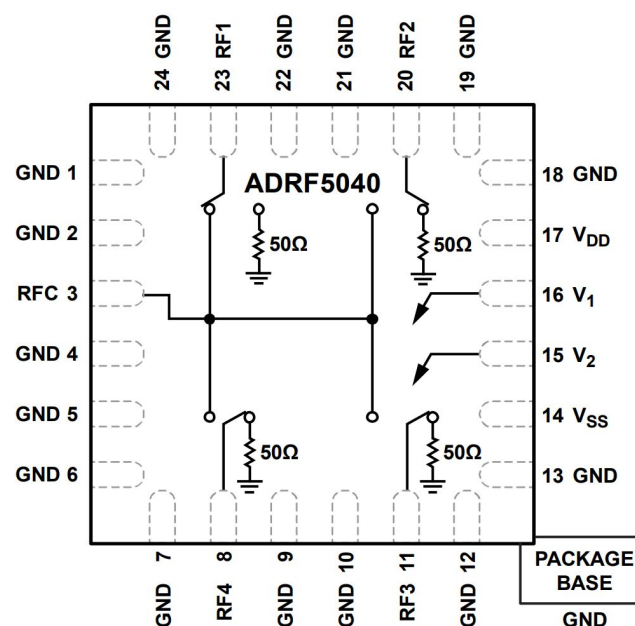 24 GND
23 RF1
22 GND
21 GND
20 RF2
19 GND
ADRF5040
GND 1
GND 2
RFC 3
GND 4
GND 5
GND 6
18 GND
17 VDD
16 V1
15 V2
14 VSS
13 GND
50Ω
50Ω
50Ω
50Ω
GND 7
RF4 8
GND 9
GND 10
RF3 11
GND 12
PACKAGE
BASE
GND